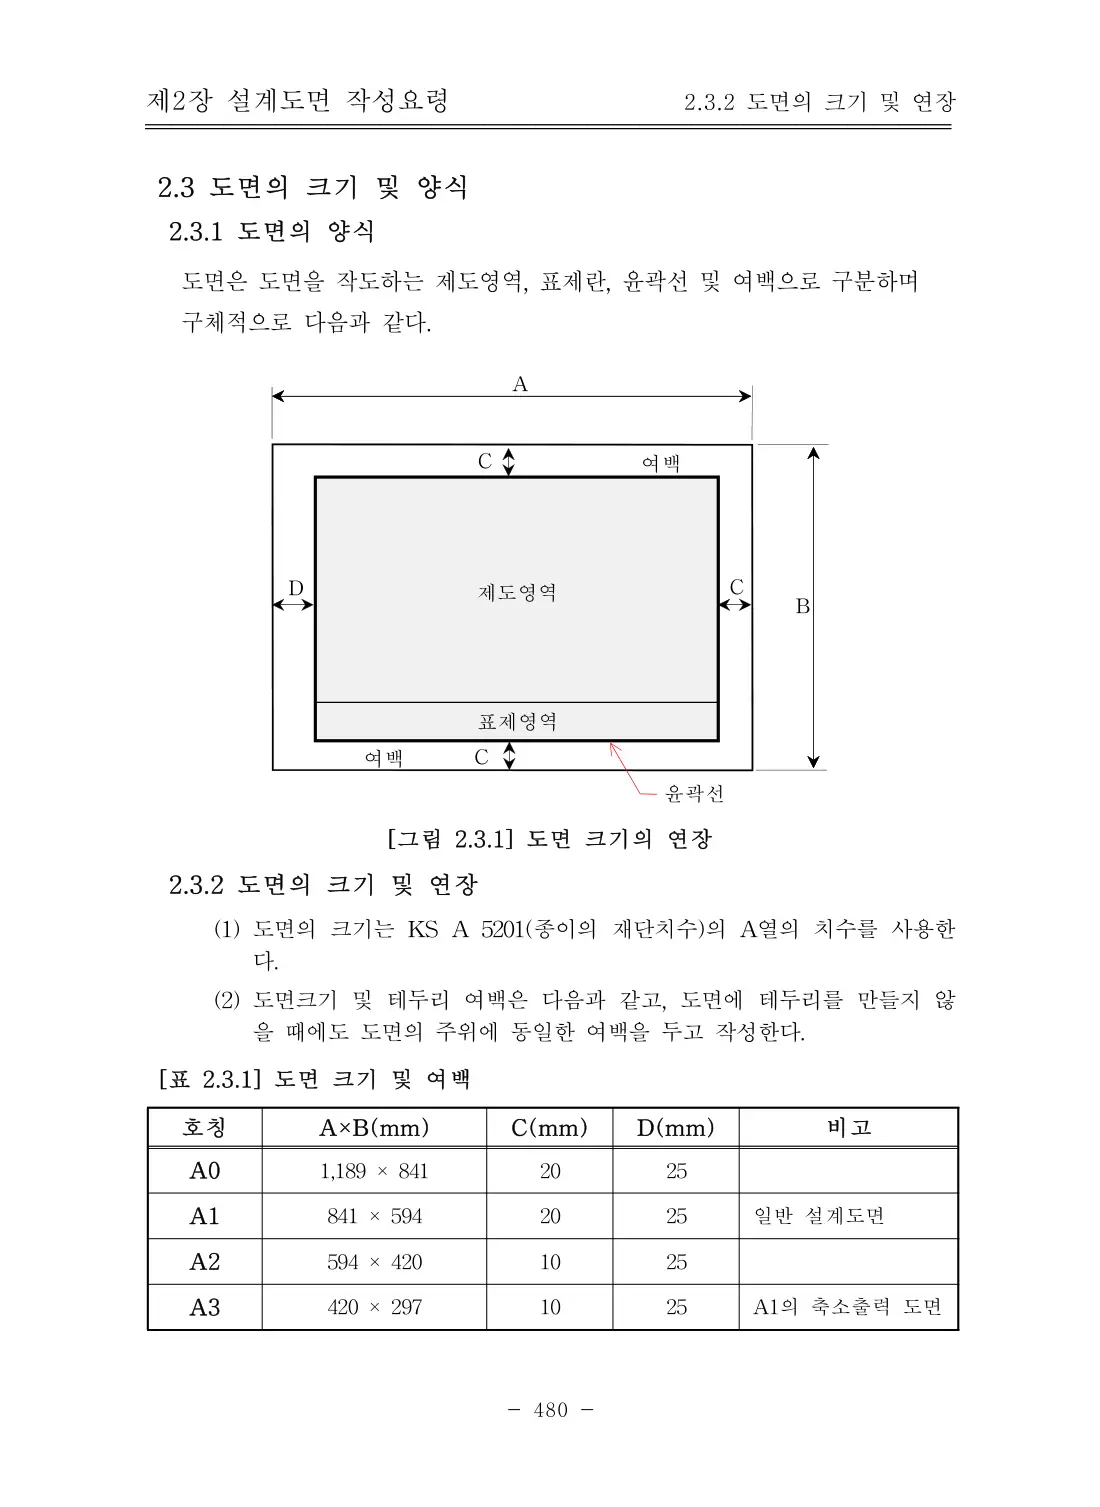 제2장 설계도면 작성요령 2.3.2 도면의 크기 및 연장
2.3 도면의 크기 및 양식
2.3.1 도면의 양식
도면은 도면을 작도하는 제도영역, 표제란, 윤곽선 및 여백으로 구분하며
구체적으로 다음과 같다.
A
C 여백
D 제도영역 C B
표제영역
여백 C
윤곽선
[그림 2.3.1] 도면 크기의 연장
2.3.2 도면의 크기 및 연장
(1) 도면의 크기는 KS A 5201(종이의 재단치수)의 A열의 치수를 사용한
다.
(2) 도면크기 및 테두리 여백은 다음과 같고, 도면에 테두리를 만들지 않
을 때에도 도면의 주위에 동일한 여백을 두고 작성한다.
[표 2.3.1] 도면 크기 및 여백
호칭 A×B(mm) C(mm) D(mm) 비고
A0 1,189 × 841 20 25
A1 841 × 594 20 25 일반 설계도면
A2 594 × 420 10 25
A3 420 × 297 10 25 A1의 축소출력 도면
- 480 -